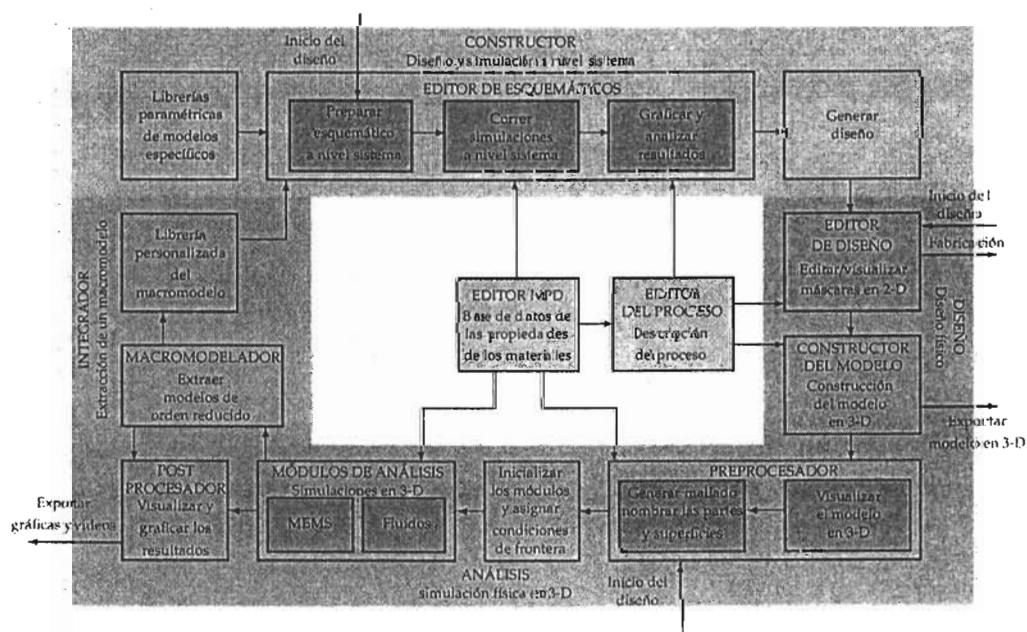 Inicio del
diseño
CONSTRUCTOR
Diseño y simulación a nivel sistema
EDITOR DE ESQUEMÁTICOS
Librerías
paramétricas
de modelos
específicos
Preparar
esquemático
a nivel sistema
Correr
simulaciones
a nivel sistema
Graficar y
analizar
resultados
Generar
diseño
INTEGRADOR
Extracción de un macromodelo
Librería
personalizada
del
macromodelo
MACROMODELADOR
Extraer
modelos de
orden reducido
EDITOR MPD
Base de datos de
las propiedades
de los materiales
EDITOR
DEL PROCESO
Descripción
del proceso
Inicio del
diseño
Fabricación
EDITOR
DE DISEÑO
Editar/visualizar
máscaras en 2-D
DISEÑO
Diseño físico
CONSTRUCTOR
DEL MODELO
Construcción
del modelo
en 3-D
Exportar
modelo en 3-D
Exportar
gráficas y videos
POST
PROCESADOR
Visualizar y
graficar los
resultados
MÓDULOS DE ANÁLISIS
Simulaciones en 3-D
MEMS
Fluidos
Inicializar
los módulos
y asignar
condiciones
de frontera
PREPROCESADOR
Generar mallado
nombrar las partes
y superficies
Visualizar
el modelo
en 3-D
ANÁLISIS
simulación física en 3-D
Inicio del
diseño